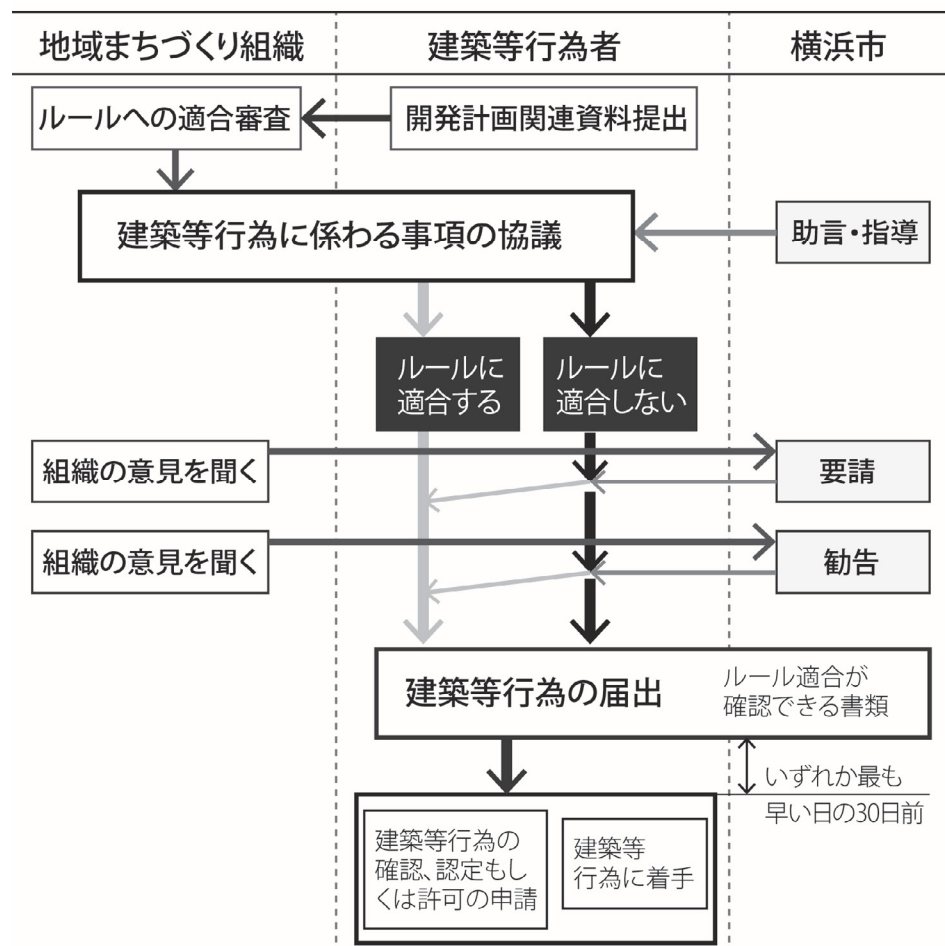 地域まちづくり組織
建築等行為者
横浜市
ルールへの適合審査
開発計画関連資料提出
建築等行為に係わる事項の協議
助言・指導
ルールに
適合する
ルールに
適合しない
組織の意見を聞く
要請
組織の意見を聞く
勧告
建築等行為の届出
ルール適合が
確認できる書類
いずれか最も
早い日の30日前
建築等行為の
確認、認定もし
くは許可の申請
建築等
行為に着手